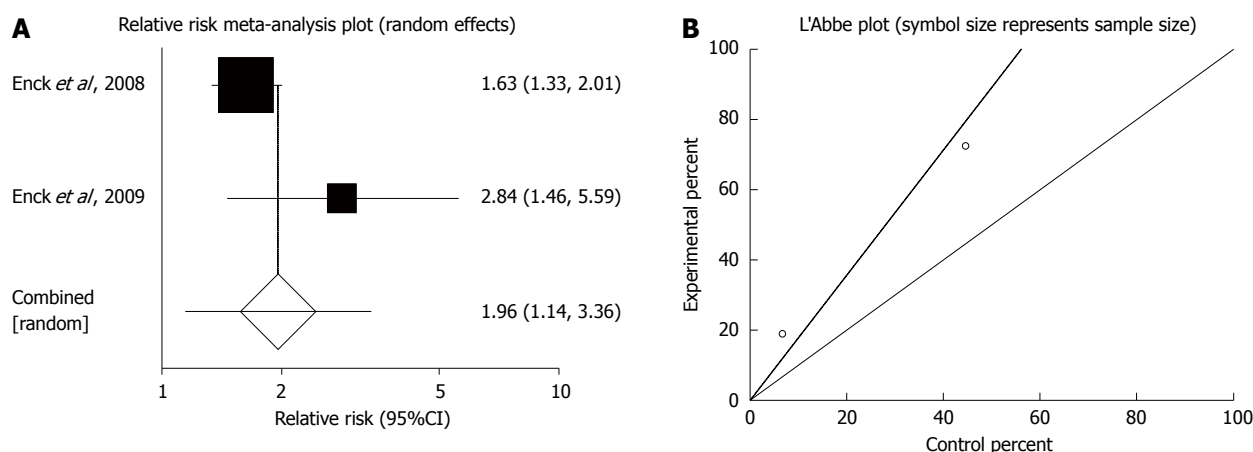 A
Relative risk meta-analysis plot (random effects)
Enck et al, 2008
1.63 (1.33, 2.01)
Enck et al, 2009
2.84 (1.46, 5.59)
Combined
[random]
1.96 (1.14, 3.36)
1 2 5 10
Relative risk (95%CI)
B
L'Abbe plot (symbol size represents sample size)
Experimental percent
100
80
60
40
20
0
0 20 40 60 80 100
Control percent